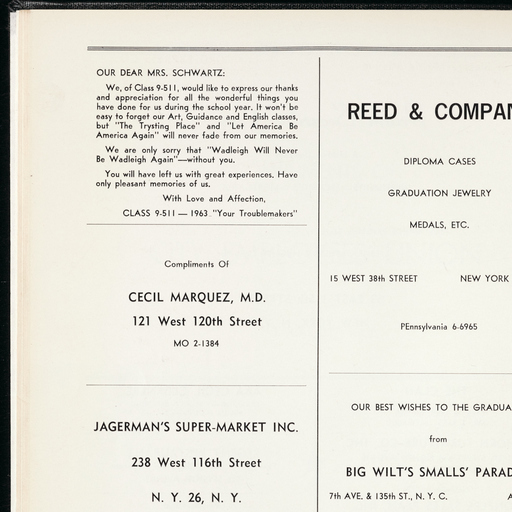 OUR DEAR MRS. SCHWARTZ:
We, of Class 9-511, would like to express our thanks
and appreciation for all the wonderful things you
have done for us during the school year. It won't be
easy to forget our Art, Guidance and English classes,
but "The Trysting Place" and "Let America Be
America Again" will never fade from our memories.
We are only sorry that "Wadleigh Will Never
Be Wadleigh Again"—without you.
You will have left us with great experiences. Have
only pleasant memories of us.
With Love and Affection,
CLASS 9-511 — 1963 "Your Troublemakers"
Compliments Of
CECIL MARQUEZ, M.D.
121 West 120th Street
MO 2-1384
JAGERMAN'S SUPER-MARKET INC.
238 West 116th Street
N. Y. 26, N. Y.
REED & COMPAN
DIPLOMA CASES
GRADUATION JEWELRY
MEDALS, ETC.
15 WEST 38th STREET NEW YORK
PEnnsylvania 6-6965
OUR BEST WISHES TO THE GRADUA
from
BIG WILT'S SMALLS' PARAD
7th AVE. & 135th ST., N. Y. C.